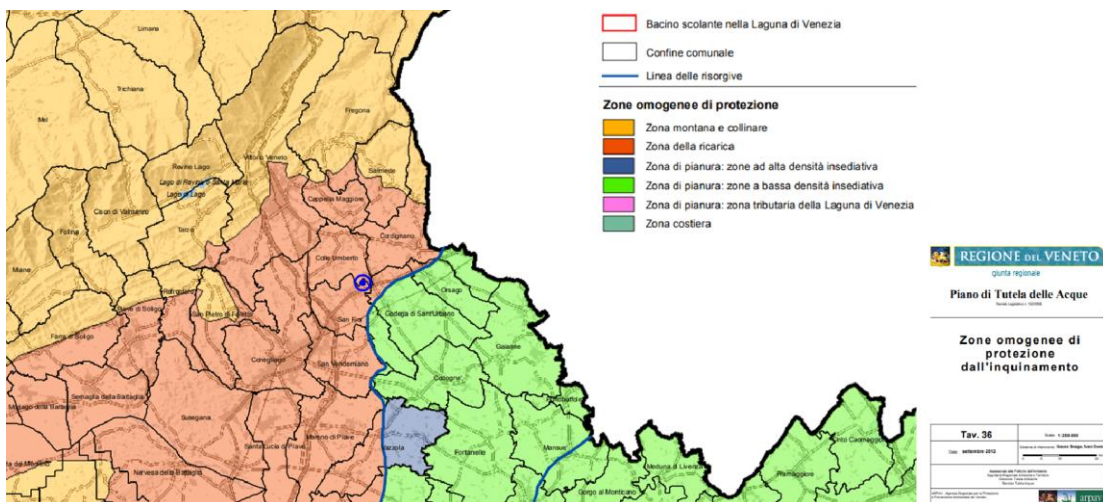 Bacino scolante nella Laguna di Venezia
Confine comunale
Linea delle risorgive
Zone omogenee di protezione
Zona montana e collinare
Zona della ricarica
Zona di pianura: zone ad alta densità insediativa
Zona di pianura: zone a bassa densità insediativa
Zona di pianura: zona tributaria della Laguna di Venezia
Zona costiera
REGIONE DEL VENETO
giunta regionale
Piano di Tutela delle Acque
Zone omogenee di
protezione
dall'inquinamento
Tav. 36
settembre 2012
arpav
Limana
Trichiana
Mel
Fregona
Vittorio Veneto
Revine Lago
Lago di Lago
Sarmede
Cappella Maggiore
Cison di Valmarino
Follina
Tarzo
Cordignano
Miane
Colle Umberto
Orsago
Refrontolo
Pieve di Soligo
San Pietro di Feletto
San Fior
Godega di Sant'Urbano
Farra di Soligo
Gaiarine
Conegliano
San Vendemiano
Codognè
Sernaglia della Battaglia
Portobuffolè
Moriago della Battaglia
Susegana
Mareno di Piave
Santa Lucia di Piave
Vazzola
Fontanelle
Mansuè
Cinto Caomaggiore
Nervesa della Battaglia
Meduna di Livenza
Pramaggiore
Gorgo al Monticano